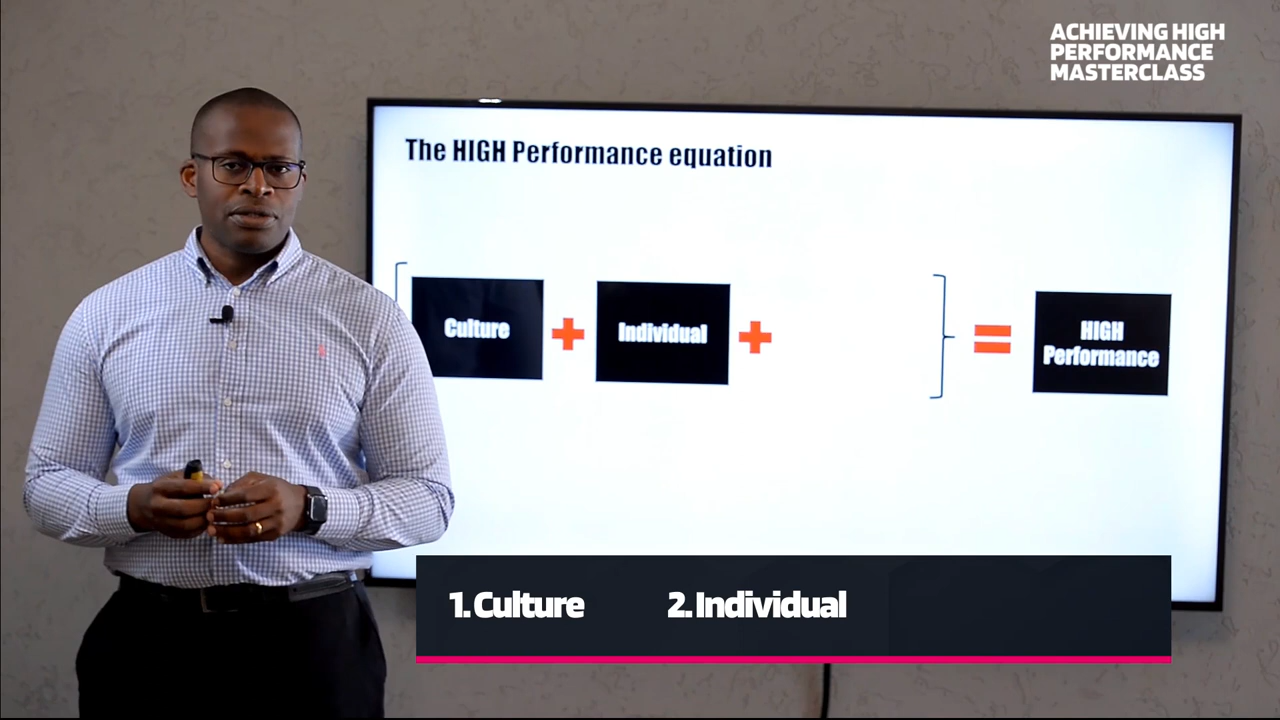 ACHIEVING HIGH
PERFORMANCE
MASTERCLASS
The HIGH Performance equation
Culture + Individual + = HIGH
Performance
1. Culture 2. Individual